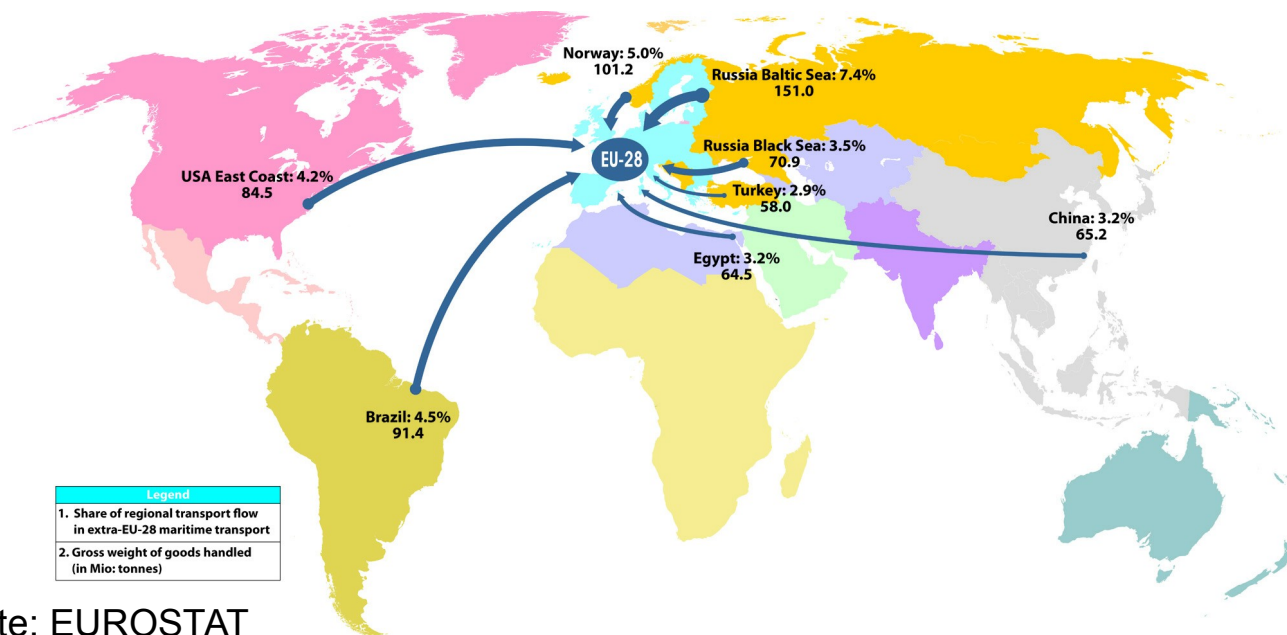 Norway: 5.0%
101.2
Russia Baltic Sea: 7.4%
151.0
EU-28
Russia Black Sea: 3.5%
70.9
USA East Coast: 4.2%
84.5
Turkey: 2.9%
58.0
China: 3.2%
65.2
Egypt: 3.2%
64.5
Brazil: 4.5%
91.4
Legend
1. Share of regional transport flow
in extra-EU-28 maritime transport
2. Gross weight of goods handled
(in Mio: tonnes)
te: EUROSTAT